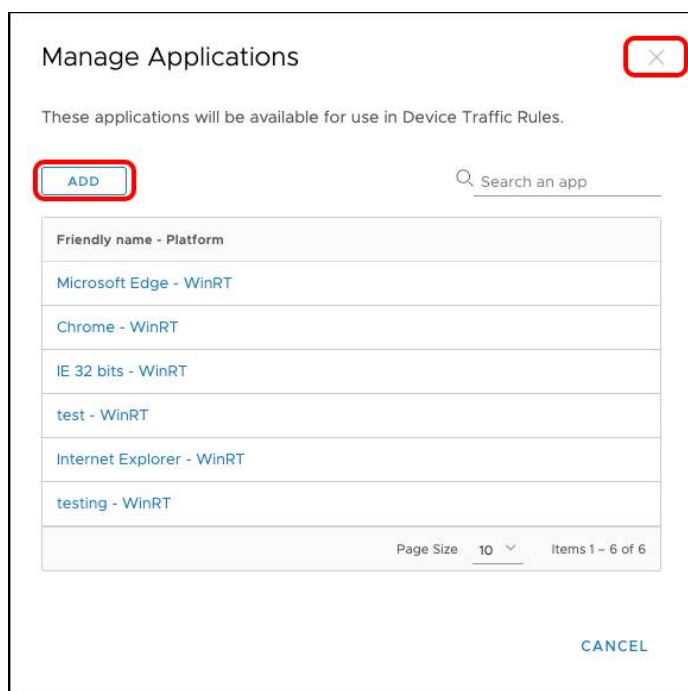 Manage Applications
These applications will be available for use in Device Traffic Rules.
ADD
Search an app
Friendly name - Platform
Microsoft Edge - WinRT
Chrome - WinRT
IE 32 bits - WinRT
test - WinRT
Internet Explorer - WinRT
testing - WinRT
Page Size 10 Items 1 – 6 of 6
CANCEL